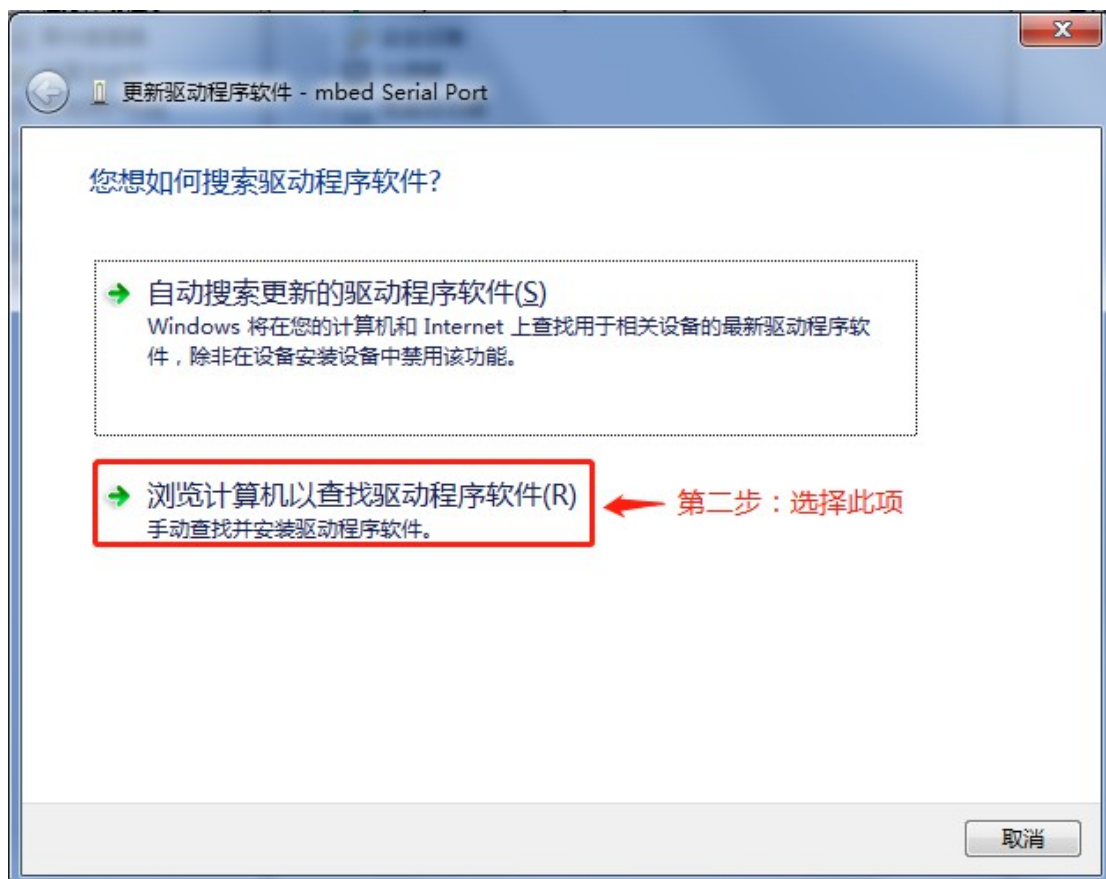 更新驱动程序软件 - mbed Serial Port
您想如何搜索驱动程序软件?
自动搜索更新的驱动程序软件(S)
Windows 将在您的计算机和 Internet 上查找用于相关设备的最新驱动程序软
件，除非在设备安装设备中禁用该功能。
浏览计算机以查找驱动程序软件(R)
手动查找并安装驱动程序软件。
第二步：选择此项
取消